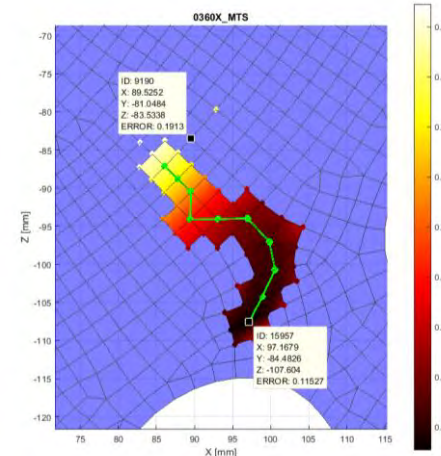 0360X_MTS
-70
-75
-80
-85
-90
-95
-100
-105
-110
-115
-120
Z [mm]
ID: 9190
X: 89.5252
Y: -81.0484
Z: -83.5338
ERROR: 0.1913
ID: 15957
X: 97.1679
Y: -84.4826
Z: -107.604
ERROR: 0.11527
75
80
85
90
95
100
105
110
115
X [mm]